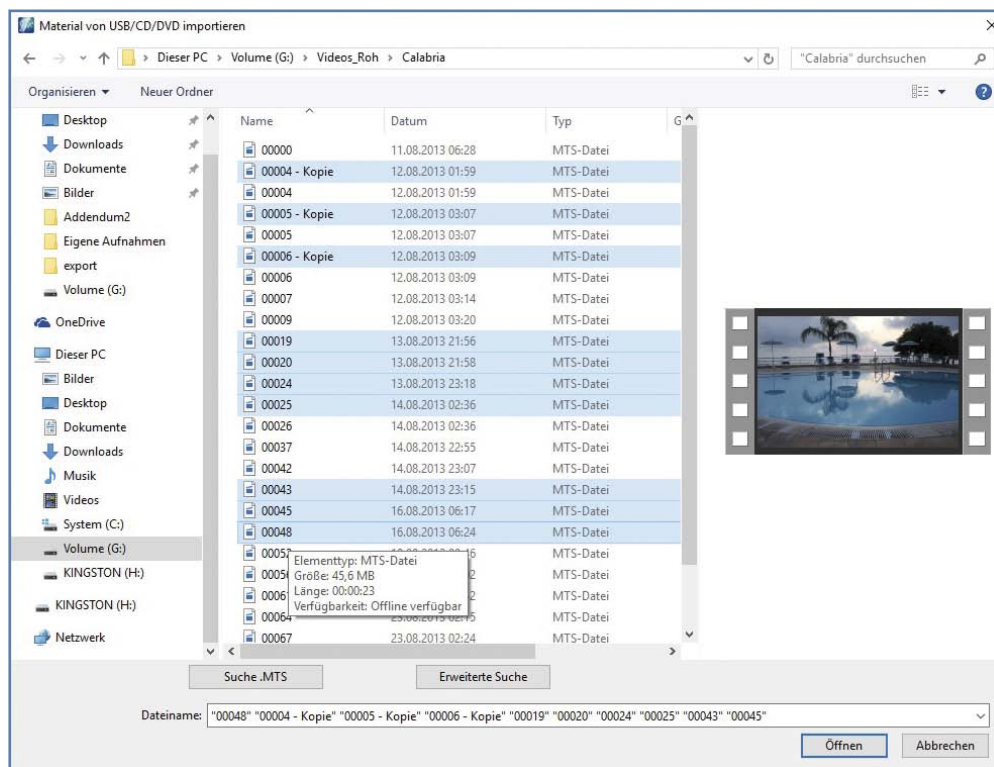 Material von USB/CD/DVD importieren
Dieser PC > Volume (G:) > Videos_Roh > Calabria
"Calabria" durchsuchen
Organisieren
Neuer Ordner
Desktop
Downloads
Dokumente
Bilder
Addendum2
Eigene Aufnahmen
export
Volume (G:)
OneDrive
Dieser PC
Bilder
Desktop
Dokumente
Downloads
Musik
Videos
System (C:)
Volume (G:)
KINGSTON (H:)
KINGSTON (H:)
Netzwerk
Name Datum Typ G
00000 11.08.2013 06:28 MTS-Datei
00004 - Kopie 12.08.2013 01:59 MTS-Datei
00004 12.08.2013 01:59 MTS-Datei
00005 - Kopie 12.08.2013 03:07 MTS-Datei
00005 12.08.2013 03:07 MTS-Datei
00006 - Kopie 12.08.2013 03:09 MTS-Datei
00006 12.08.2013 03:09 MTS-Datei
00007 12.08.2013 03:14 MTS-Datei
00009 12.08.2013 03:20 MTS-Datei
00019 13.08.2013 21:56 MTS-Datei
00020 13.08.2013 21:58 MTS-Datei
00024 13.08.2013 23:18 MTS-Datei
00025 14.08.2013 02:36 MTS-Datei
00026 14.08.2013 02:36 MTS-Datei
00037 14.08.2013 22:55 MTS-Datei
00042 14.08.2013 23:07 MTS-Datei
00043 14.08.2013 23:15 MTS-Datei
00045 16.08.2013 06:17 MTS-Datei
00048 16.08.2013 06:24 MTS-Datei
MTS-Datei
MTS-Datei
MTS-Datei
00064 MTS-Datei
00067 23.08.2013 02:24 MTS-Datei
Elementtyp: MTS-Datei
Größe: 45,6 MB
Länge: 00:00:23
Verfügbarkeit: Offline verfügbar
Suche .MTS
Erweiterte Suche
Dateiname: "00048" "00004 - Kopie" "00005 - Kopie" "00006 - Kopie" "00019" "00020" "00024" "00025" "00043" "00045"
Öffnen
Abbrechen